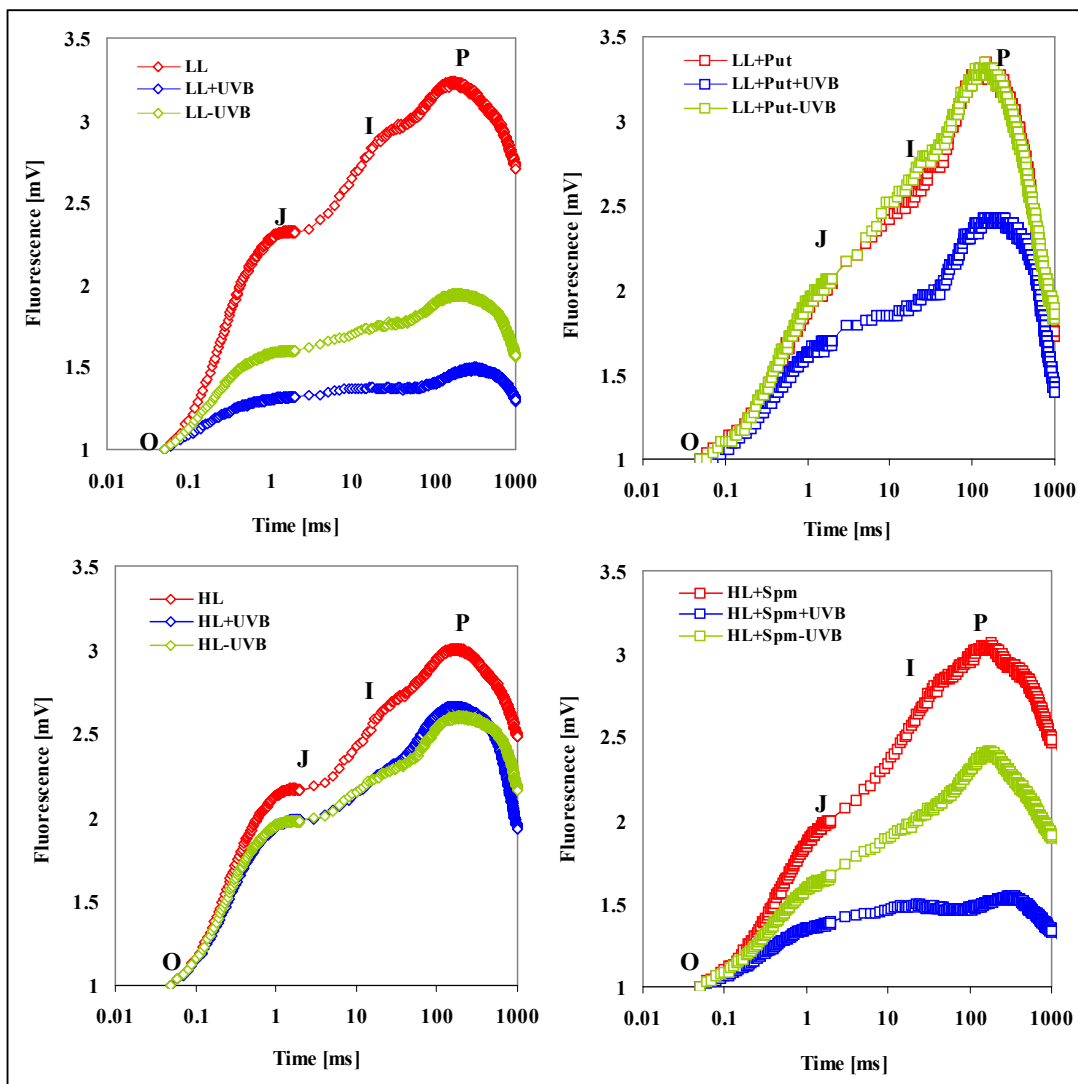 3.5
3
2.5
2
1.5
1
Fluorescence [mV]
LL
LL+UVB
LL-UVB
O
J
I
P
0.01 0.1 1 10 100 1000
Time [ms]
3.5
3
2.5
2
1.5
1
Fluorescnece [mV]
LL+Put
LL+Put+UVB
LL+Put-UVB
O
J
I
P
0.01 0.1 1 10 100 1000
Time [ms]
3.5
3
2.5
2
1.5
1
Fluorescence [mV]
HL
HL+UVB
HL-UVB
O
J
I
P
0.01 0.1 1 10 100 1000
Time [ms]
3.5
3
2.5
2
1.5
1
Fluorescnece [mV]
HL+Spm
HL+Spm+UVB
HL+Spm-UVB
O
J
I
P
0.01 0.1 1 10 100 1000
Time [ms]